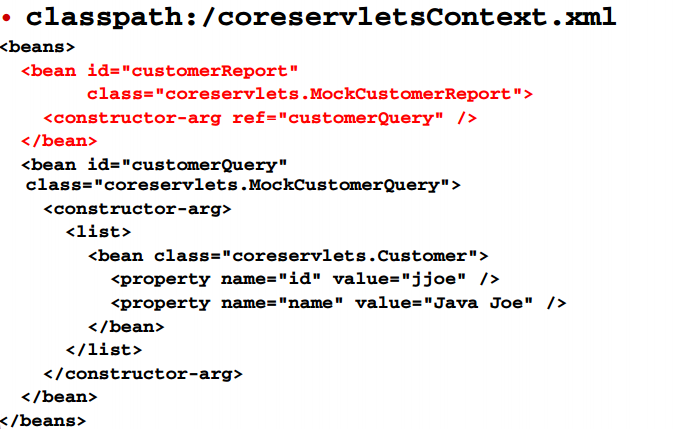 • classpath:/coreservletsContext.xml
<beans>
  <bean id="customerReport"
        class="coreservlets.MockCustomerReport">
    <constructor-arg ref="customerQuery" />
  </bean>
  <bean id="customerQuery"
  class="coreservlets.MockCustomerQuery">
    <constructor-arg>
      <list>
        <bean class="coreservlets.Customer">
          <property name="id" value="jjoe" />
          <property name="name" value="Java Joe" />
        </bean>
      </list>
    </constructor-arg>
  </bean>
</beans>